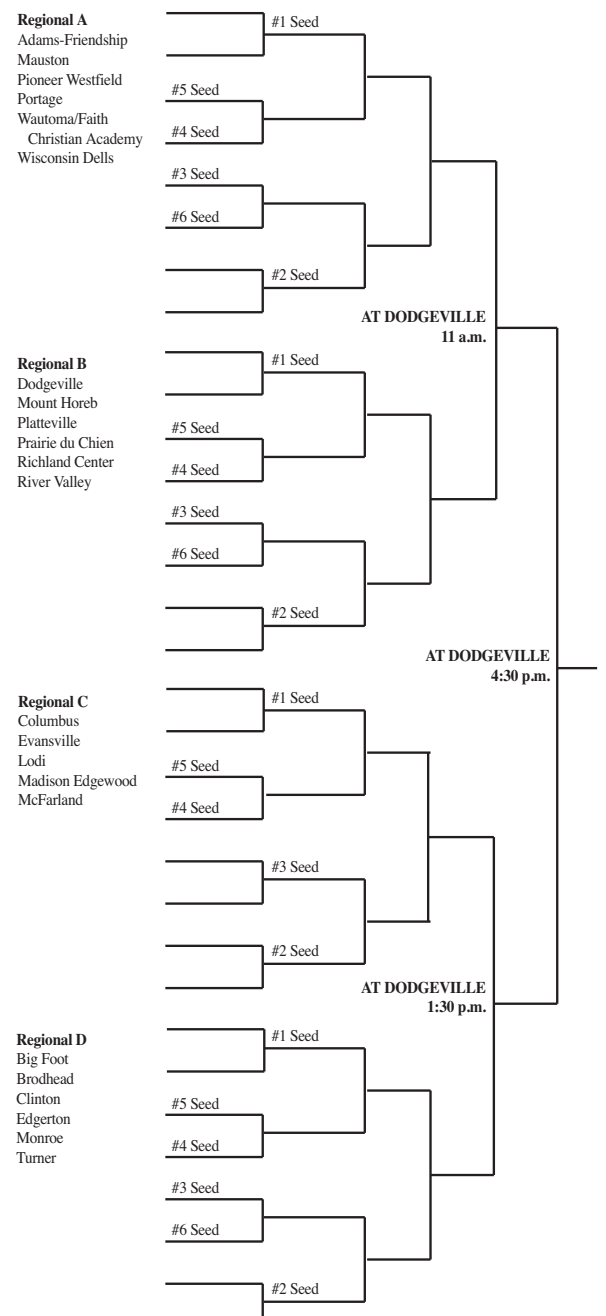 Regional A
Adams-Friendship
Mauston
Pioneer Westfield
Portage
Wautoma/Faith
Christian Academy
Wisconsin Dells
#1 Seed
#5 Seed
#4 Seed
#3 Seed
#6 Seed
#2 Seed
AT DODGEVILLE
11 a.m.
Regional B
Dodgeville
Mount Horeb
Platteville
Prairie du Chien
Richland Center
River Valley
#1 Seed
#5 Seed
#4 Seed
#3 Seed
#6 Seed
#2 Seed
AT DODGEVILLE
4:30 p.m.
Regional C
Columbus
Evansville
Lodi
Madison Edgewood
McFarland
#1 Seed
#5 Seed
#4 Seed
#3 Seed
#2 Seed
AT DODGEVILLE
1:30 p.m.
Regional D
Big Foot
Brodhead
Clinton
Edgerton
Monroe
Turner
#1 Seed
#5 Seed
#4 Seed
#3 Seed
#6 Seed
#2 Seed